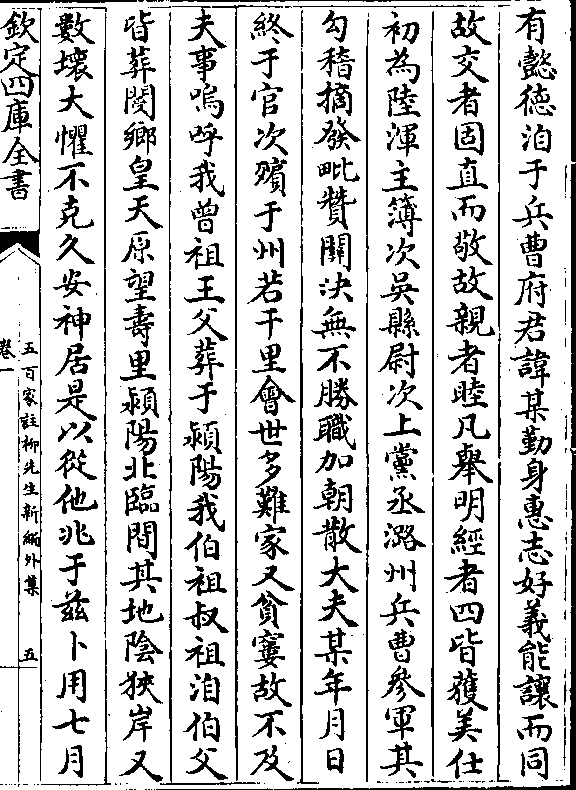 有懿德洎于兵曹府君諱某勤身惠志好義能讓而同
故交者固直而敬故親者睦凡舉明經者四皆獲美仕
初為陸渾主簿次吳縣尉次上黨丞潞州兵曹參軍其
勾稽摘發毗贊關決無不勝職加朝散大夫某年月日
終于官次殯于州若干里會世多難家又貧窶故不及
夫事嗚呼我曾祖王父葬于潁陽我伯祖叔祖洎伯父
皆葬閿鄉皇天原望壽里潁陽北臨間其地陰狹岸又
數壞大懼不克久安神居是以從他兆于茲卜用七月
欽定四庫全書
卷一
五百家註柳先生新編外集
五